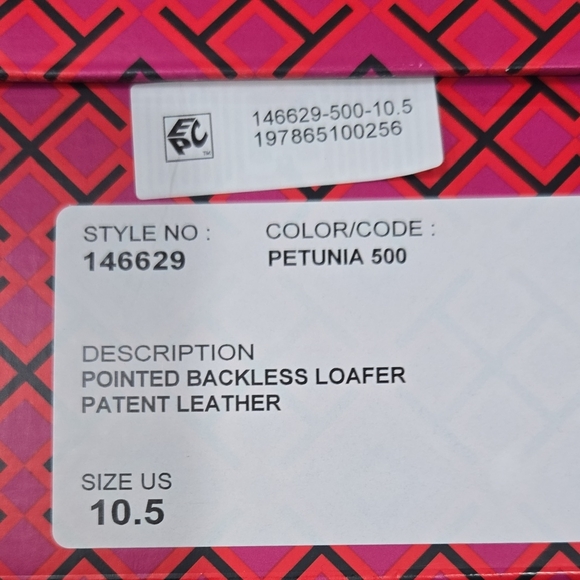 EPC™
146629-500-10.5
197865100256
STYLE NO :
146629
COLOR/CODE :
PETUNIA 500
DESCRIPTION
POINTED BACKLESS LOAFER
PATENT LEATHER
SIZE US
10.5